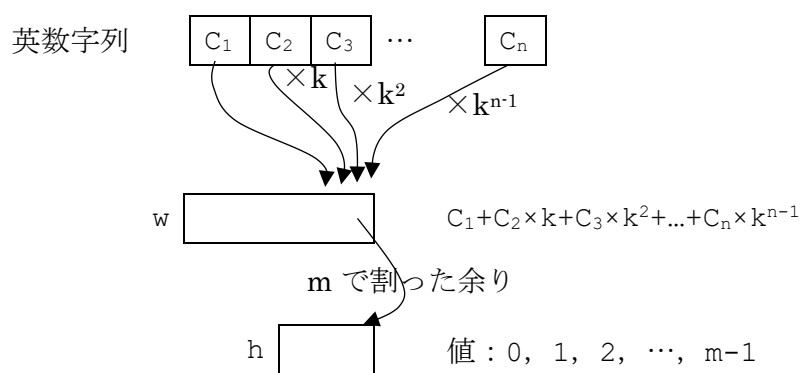 英数字列 C₁ C₂ C₃ … Cₙ
×k
×k²
×kⁿ⁻¹
w C₁+C₂×k+C₃×k²+…+Cₙ×kⁿ⁻¹
m で割った余り
h 値：0, 1, 2, …, m-1